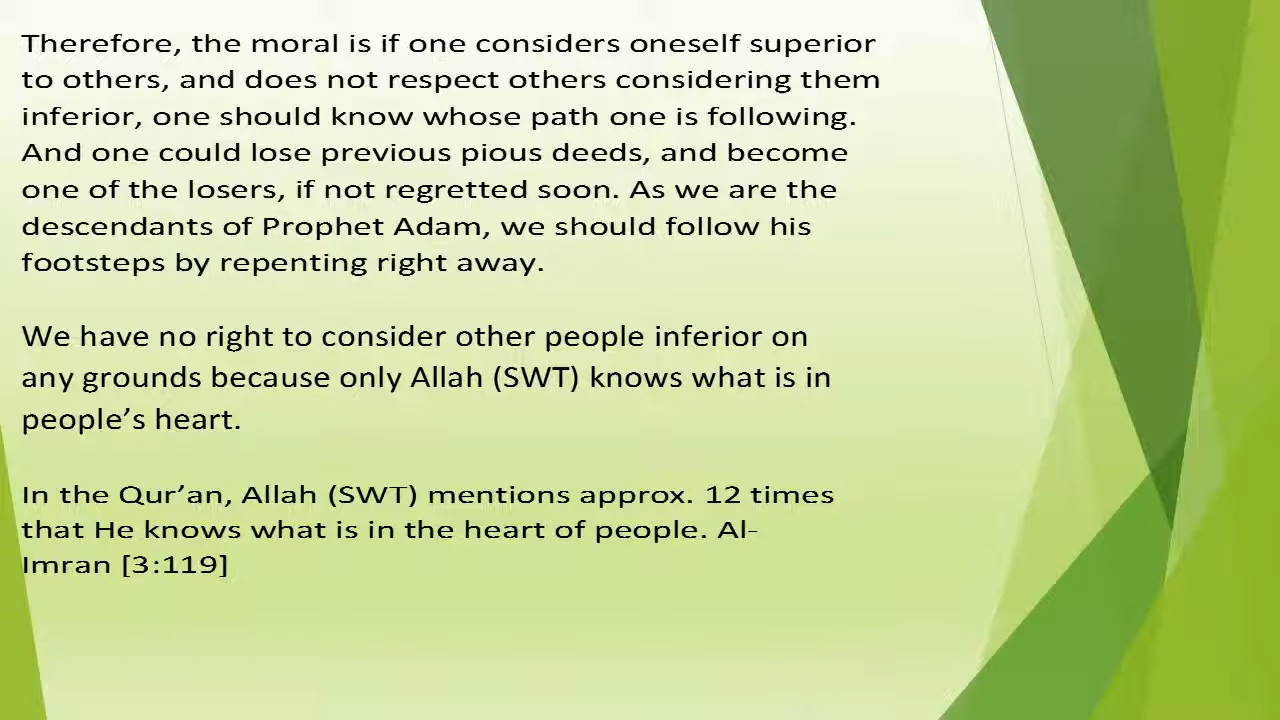 Therefore, the moral is if one considers oneself superior
to others, and does not respect others considering them
inferior, one should know whose path one is following.
And one could lose previous pious deeds, and become
one of the losers, if not regretted soon. As we are the
descendants of Prophet Adam, we should follow his
footsteps by repenting right away.
We have no right to consider other people inferior on
any grounds because only Allah (SWT) knows what is in
people’s heart.
In the Qur’an, Allah (SWT) mentions approx. 12 times
that He knows what is in the heart of people. Al-
Imran [3:119]